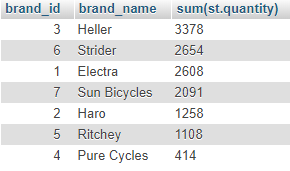 brand_id brand_name sum(st.quantity)
3 Heller 3378
6 Strider 2654
1 Electra 2608
7 Sun Bicycles 2091
2 Haro 1258
5 Ritchey 1108
4 Pure Cycles 414